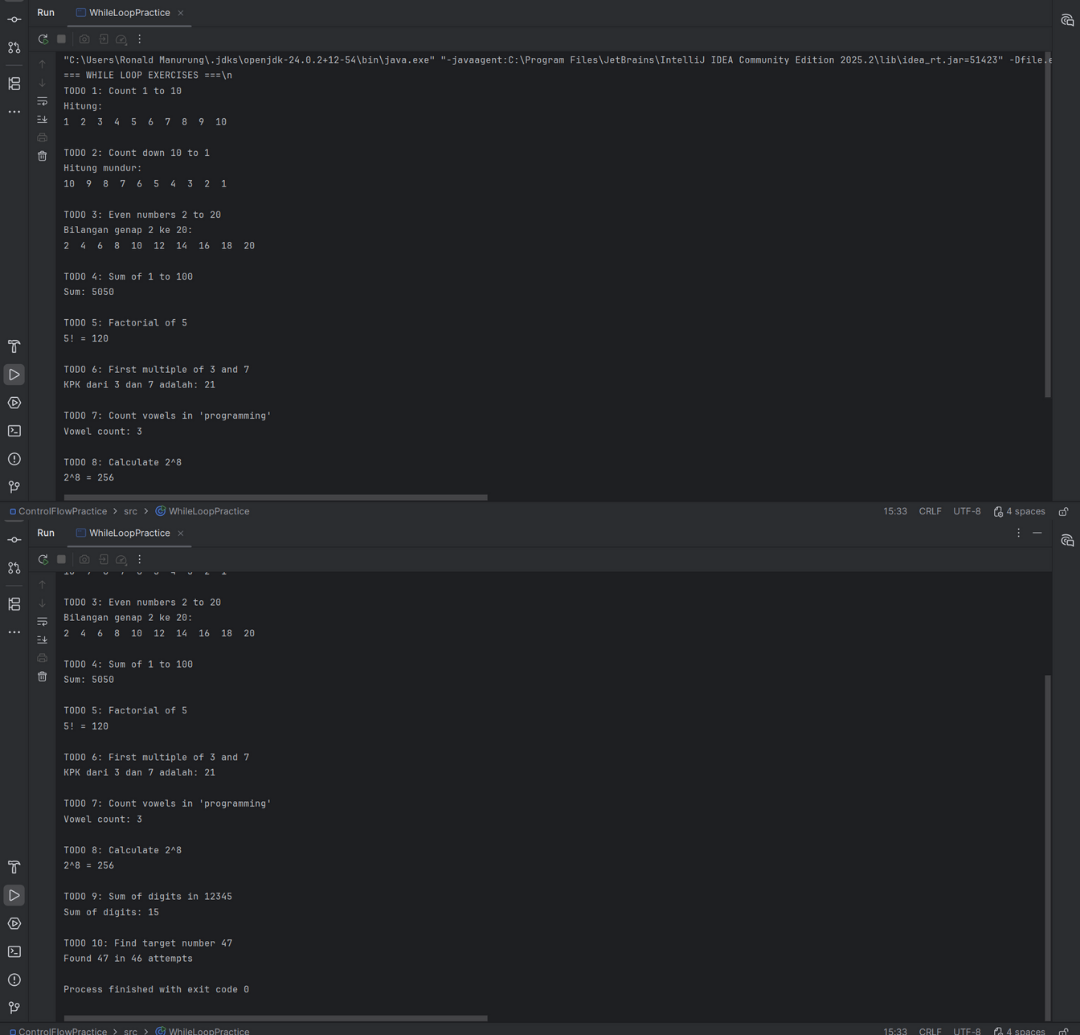 Run WhileLoopPractice
"C:\Users\Ronald Manurung\.jdks\openjdk-24.0.2+12-54\bin\java.exe" "-javaagent:C:\Program Files\JetBrains\IntelliJ IDEA Community Edition 2025.2\lib\idea_rt.jar=51423" -Dfile.e
=== WHILE LOOP EXERCISES ===\n
TODO 1: Count 1 to 10
Hitung:
1 2 3 4 5 6 7 8 9 10
TODO 2: Count down 10 to 1
Hitung mundur:
10 9 8 7 6 5 4 3 2 1
TODO 3: Even numbers 2 to 20
Bilangan genap 2 ke 20:
2 4 6 8 10 12 14 16 18 20
TODO 4: Sum of 1 to 100
Sum: 5050
TODO 5: Factorial of 5
5! = 120
TODO 6: First multiple of 3 and 7
KPK dari 3 dan 7 adalah: 21
TODO 7: Count vowels in 'programming'
Vowel count: 3
TODO 8: Calculate 2^8
2^8 = 256
ControlFlowPractice > src > WhileLoopPractice 15:33 CRLF UTF-8 4 spaces
Run WhileLoopPractice
TODO 3: Even numbers 2 to 20
Bilangan genap 2 ke 20:
2 4 6 8 10 12 14 16 18 20
TODO 4: Sum of 1 to 100
Sum: 5050
TODO 5: Factorial of 5
5! = 120
TODO 6: First multiple of 3 and 7
KPK dari 3 dan 7 adalah: 21
TODO 7: Count vowels in 'programming'
Vowel count: 3
TODO 8: Calculate 2^8
2^8 = 256
TODO 9: Sum of digits in 12345
Sum of digits: 15
TODO 10: Find target number 47
Found 47 in 46 attempts
Process finished with exit code 0
ControlFlowPractice > src > WhileLoopPractice 15:33 CRLF UTF-8 4 spaces